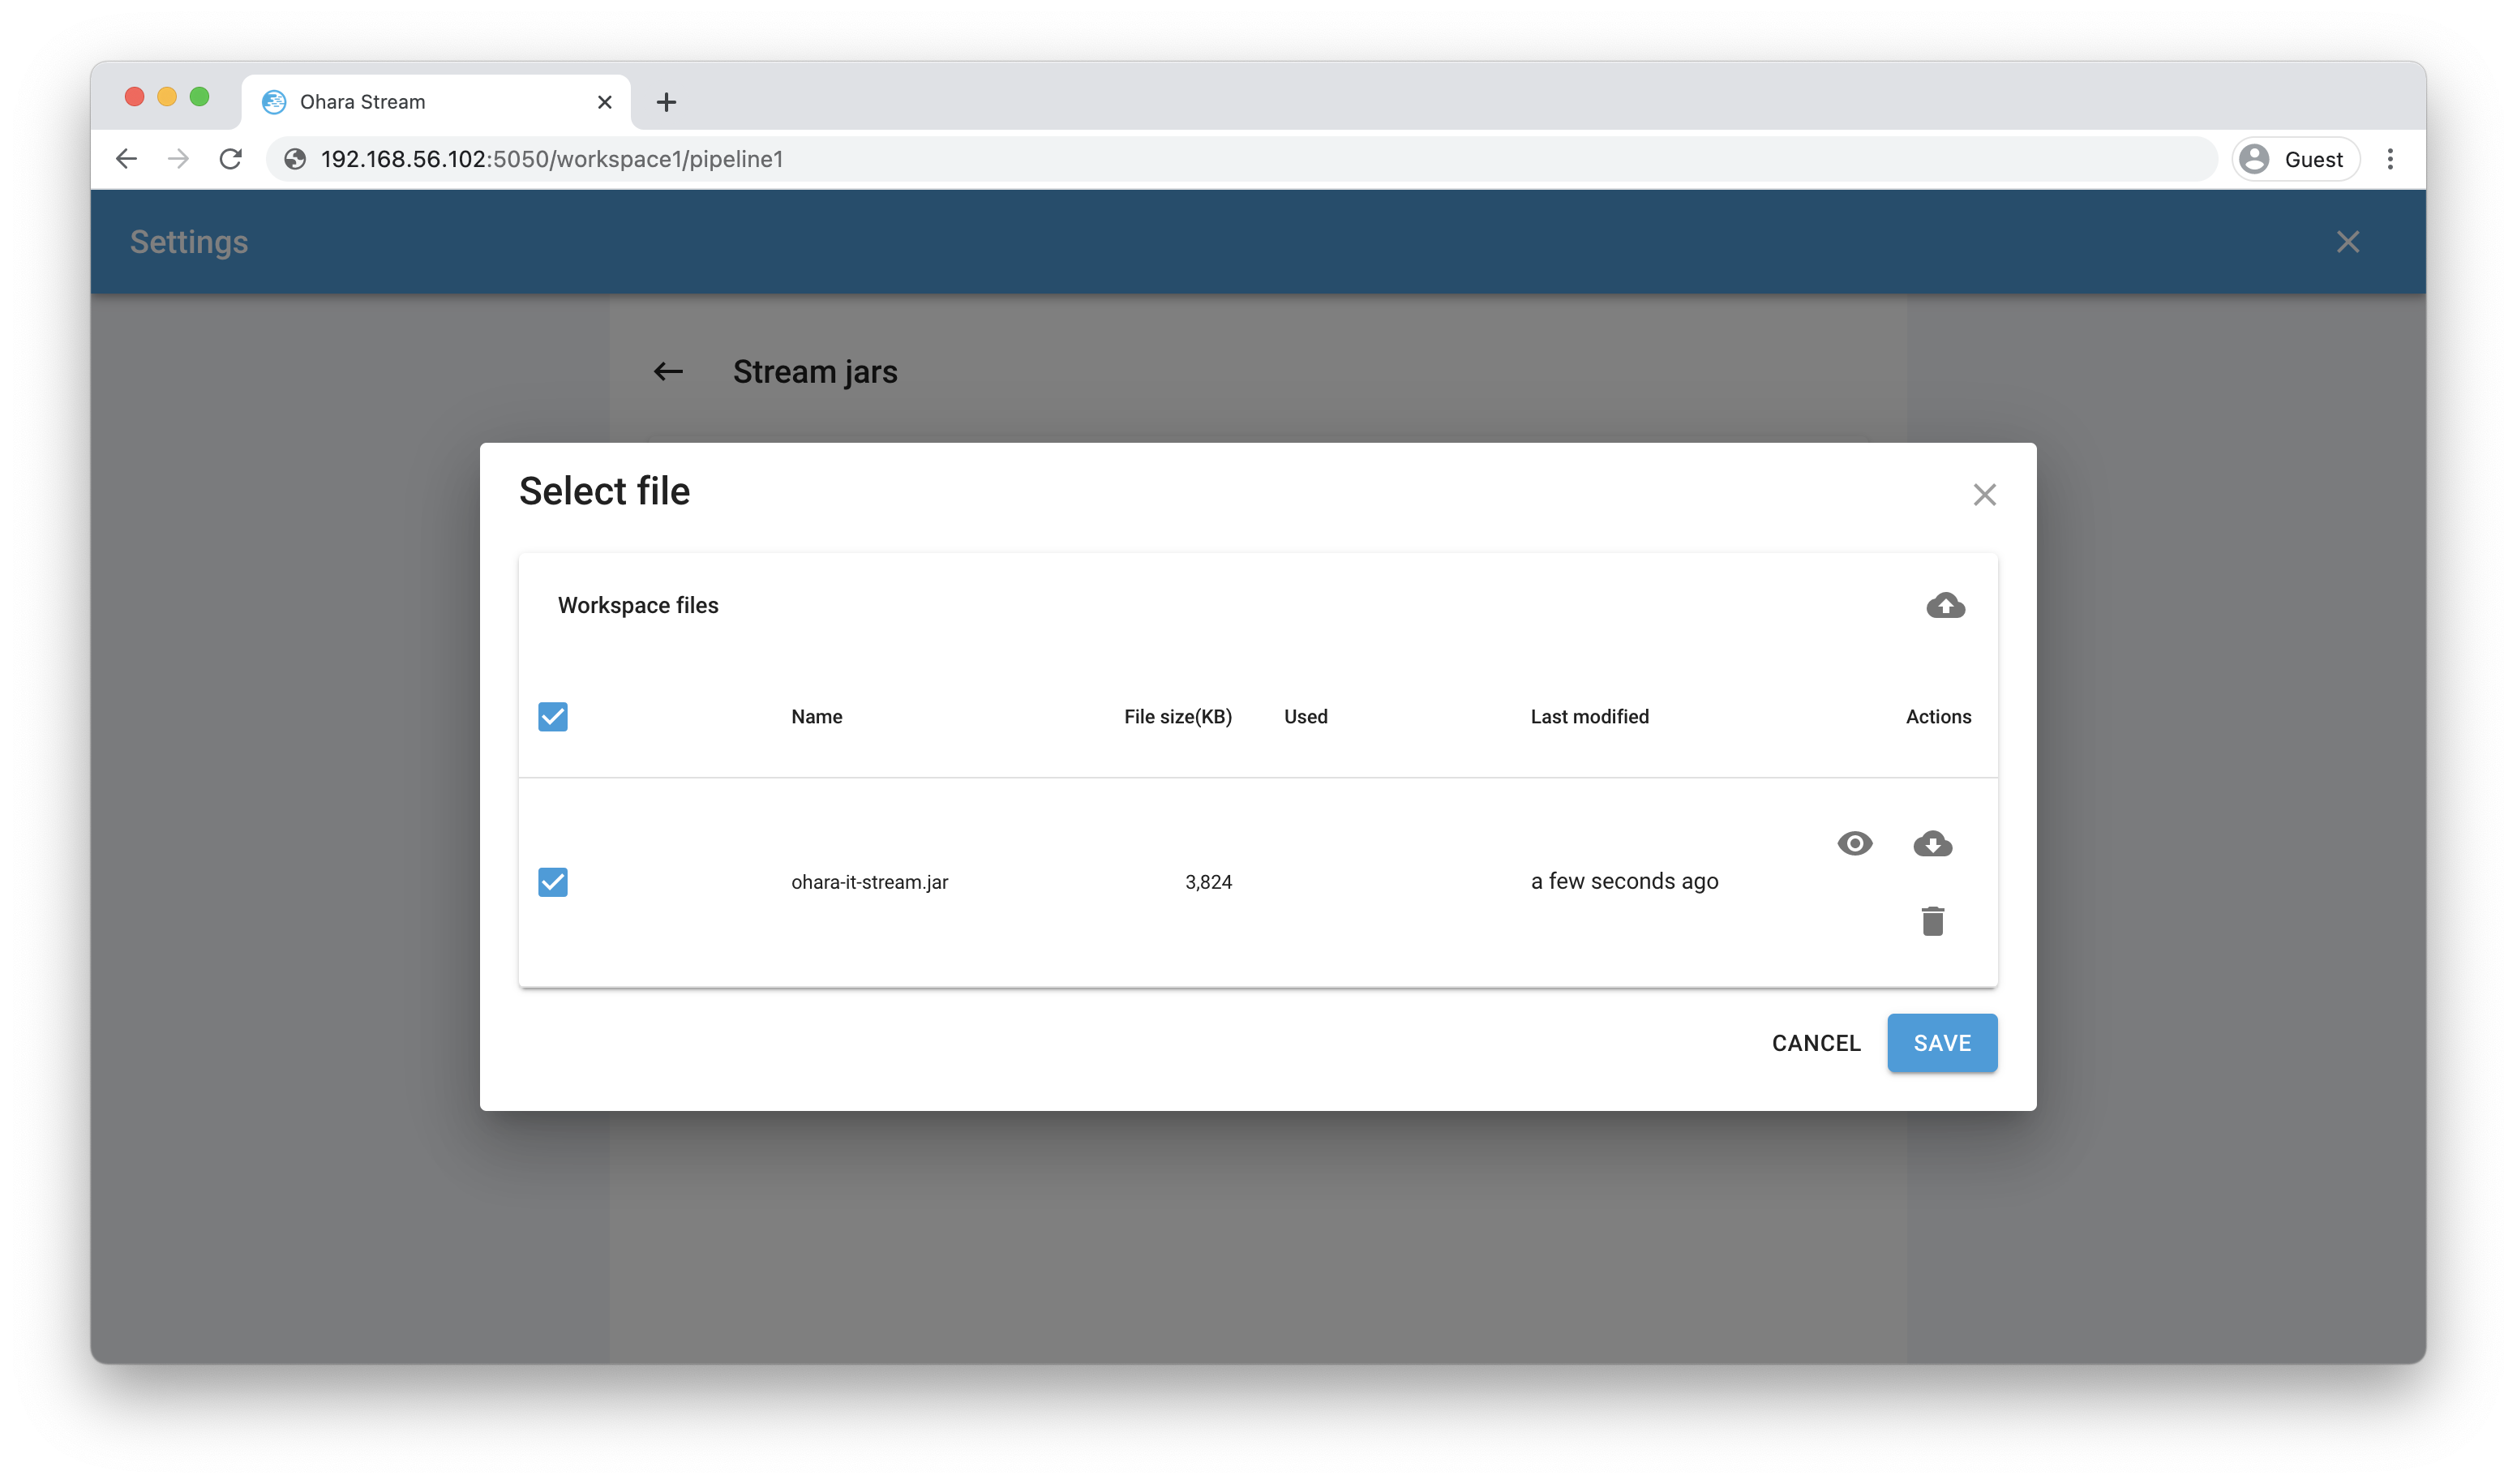 Ohara Stream
192.168.56.102:5050/workspace1/pipeline1
Guest
Settings
Stream jars
Select file
Workspace files
Name File size(KB) Used Last modified Actions
ohara-it-stream.jar 3,824 a few seconds ago
CANCEL SAVE